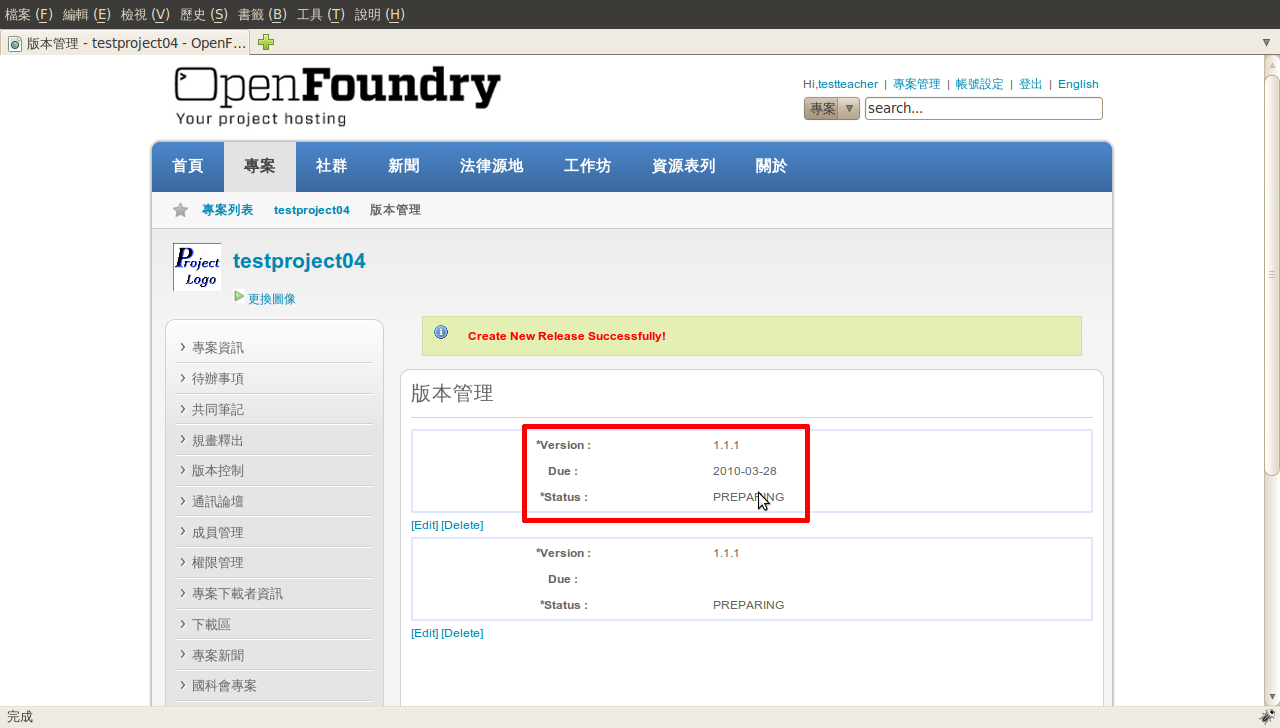 檔案 (F) 編輯 (E) 檢視 (V) 歷史 (S) 書籤 (B) 工具 (T) 說明 (H)
版本管理 - testproject04 - OpenF...
OpenFoundry
Your project hosting
Hi,testteacher | 專案管理 | 帳號設定 | 登出 | English
專案 search...
首頁 專案 社群 新聞 法律源地 工作坊 資源表列 關於
專案列表 testproject04 版本管理
Project Logo
testproject04
更換圖像
Create New Release Successfully!
專案資訊
待辦事項
共同筆記
規畫釋出
版本控制
通訊論壇
成員管理
權限管理
專案下載者資訊
下載區
專案新聞
國科會專案
版本管理
*Version : 1.1.1
Due : 2010-03-28
*Status : PREPARING
[Edit] [Delete]
*Version : 1.1.1
Due :
*Status : PREPARING
[Edit] [Delete]
完成